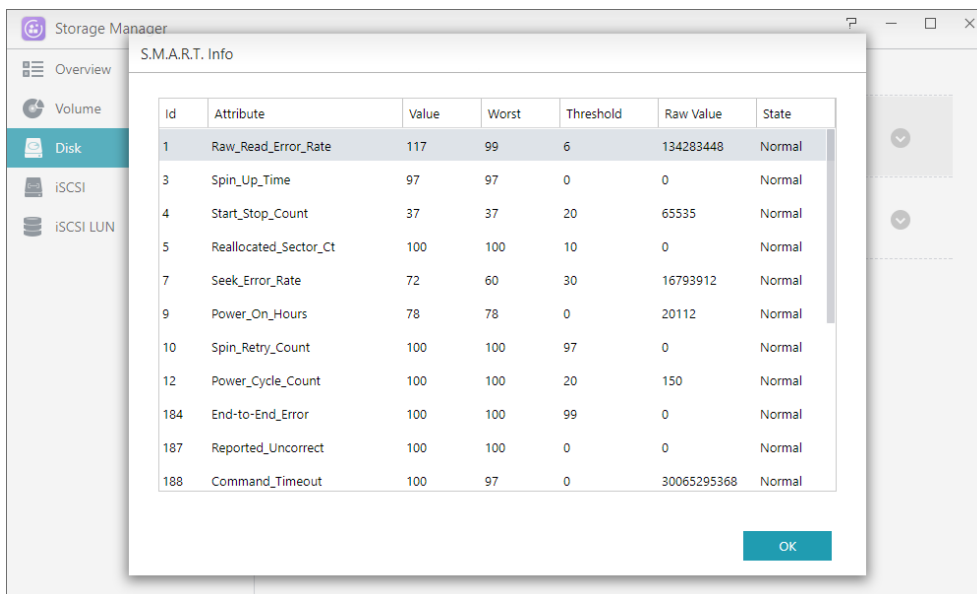 Storage Manager
S.M.A.R.T. Info
Overview
Volume
Disk
iSCSI
iSCSI LUN
Id Attribute Value Worst Threshold Raw Value State
1 Raw_Read_Error_Rate 117 99 6 134283448 Normal
3 Spin_Up_Time 97 97 0 0 Normal
4 Start_Stop_Count 37 37 20 65535 Normal
5 Reallocated_Sector_Ct 100 100 10 0 Normal
7 Seek_Error_Rate 72 60 30 16793912 Normal
9 Power_On_Hours 78 78 0 20112 Normal
10 Spin_Retry_Count 100 100 97 0 Normal
12 Power_Cycle_Count 100 100 20 150 Normal
184 End-to-End_Error 100 100 99 0 Normal
187 Reported_Uncorrect 100 100 0 0 Normal
188 Command_Timeout 100 97 0 30065295368 Normal
OK